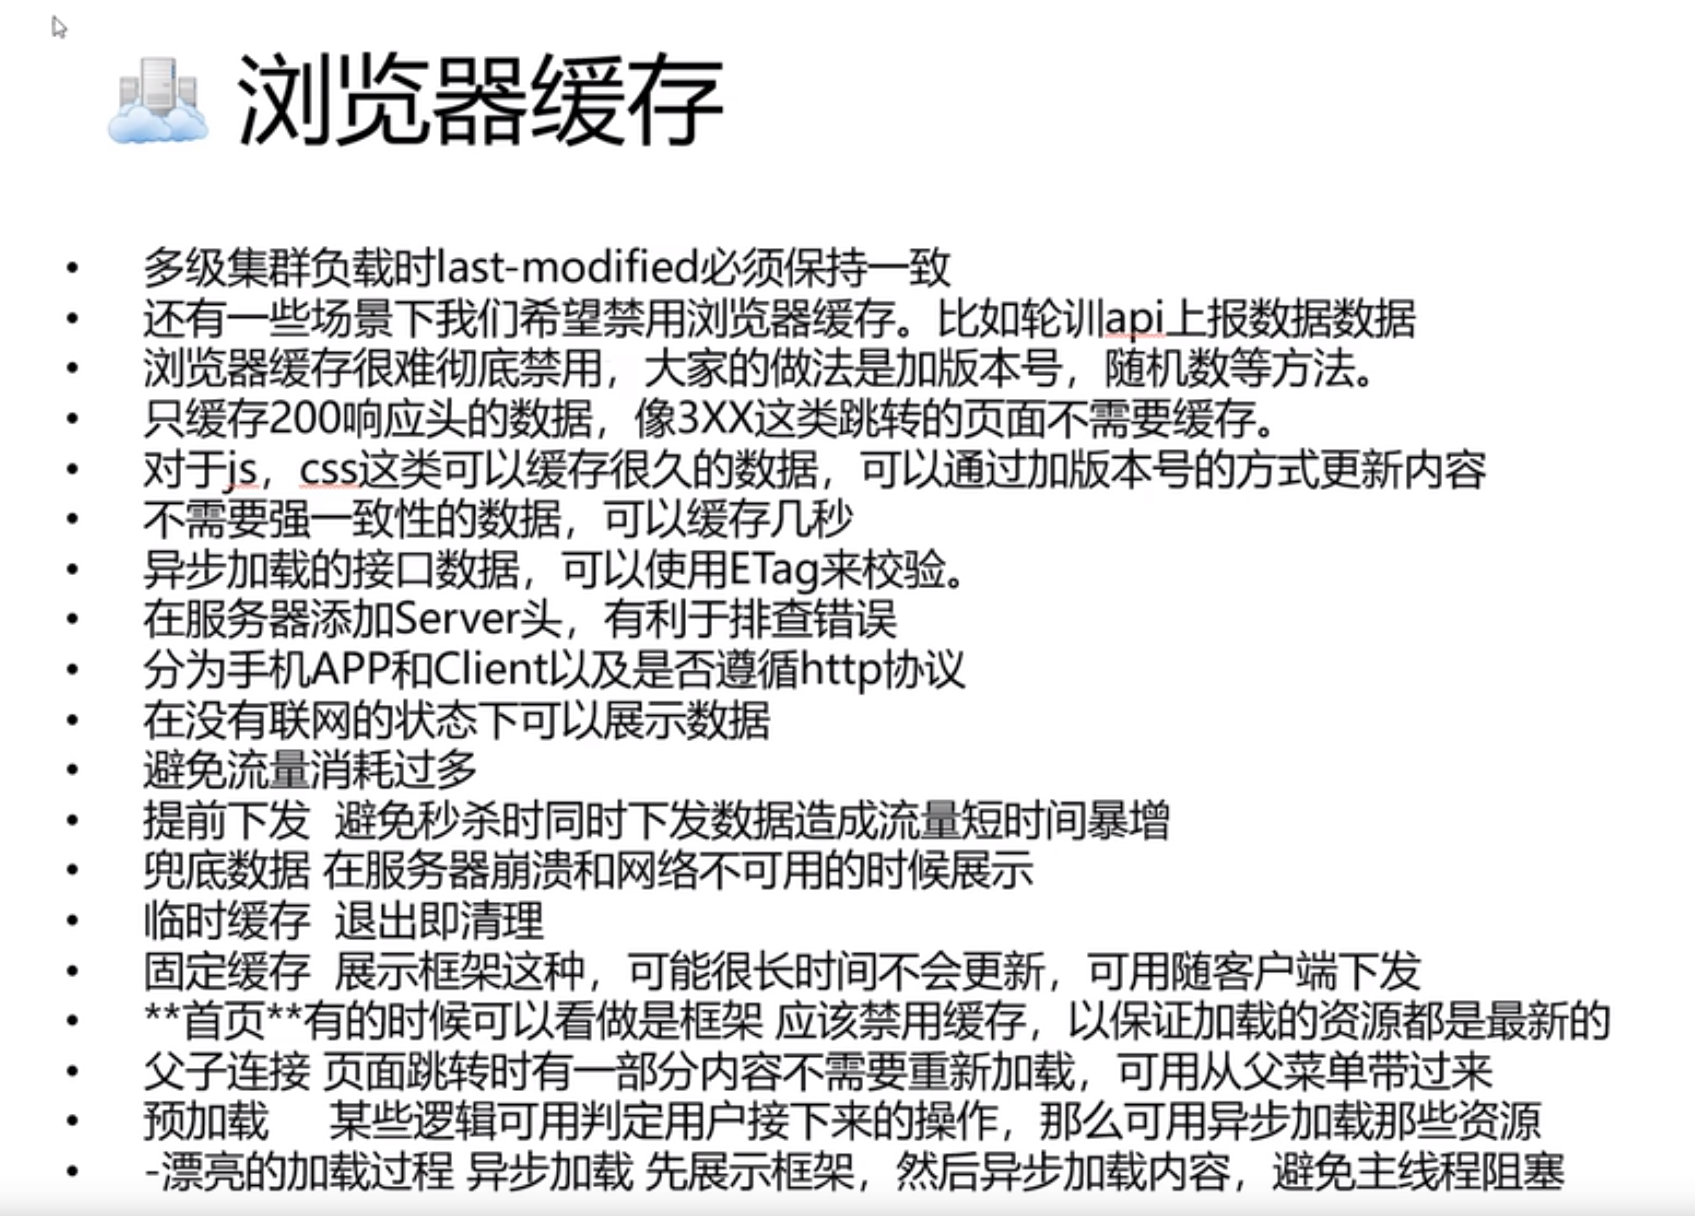 浏览器缓存
• 多级集群负载时last-modified必须保持一致
• 还有一些场景下我们希望禁用浏览器缓存。比如轮训api上报数据数据
• 浏览器缓存很难彻底禁用，大家的做法是加版本号，随机数等方法。
• 只缓存200响应头的数据，像3XX这类跳转的页面不需要缓存。
• 对于js，css这类可以缓存很久的数据，可以通过加版本号的方式更新内容
• 不需要强一致性的数据，可以缓存几秒
• 异步加载的接口数据，可以使用ETag来校验。
• 在服务器添加Server头，有利于排查错误
• 分为手机APP和Client以及是否遵循http协议
• 在没有联网的状态下可以展示数据
• 避免流量消耗过多
• 提前下发 避免秒杀时同时下发数据造成流量短时间暴增
• 兜底数据 在服务器崩溃和网络不可用的时候展示
• 临时缓存 退出即清理
• 固定缓存 展示框架这种，可能很长时间不会更新，可用随客户端下发
• **首页**有的时候可以看做是框架 应该禁用缓存，以保证加载的资源都是最新的
• 父子连接 页面跳转时有一部分内容不需要重新加载，可用从父菜单带过来
• 预加载 某些逻辑可用判定用户接下来的操作，那么可用异步加载那些资源
• -漂亮的加载过程 异步加载 先展示框架，然后异步加载内容，避免主线程阻塞